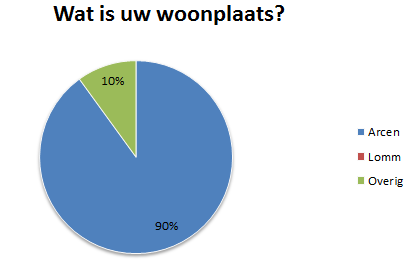 Wat is uw woonplaats?
10%
90%
Arcen
Lomm
Overig